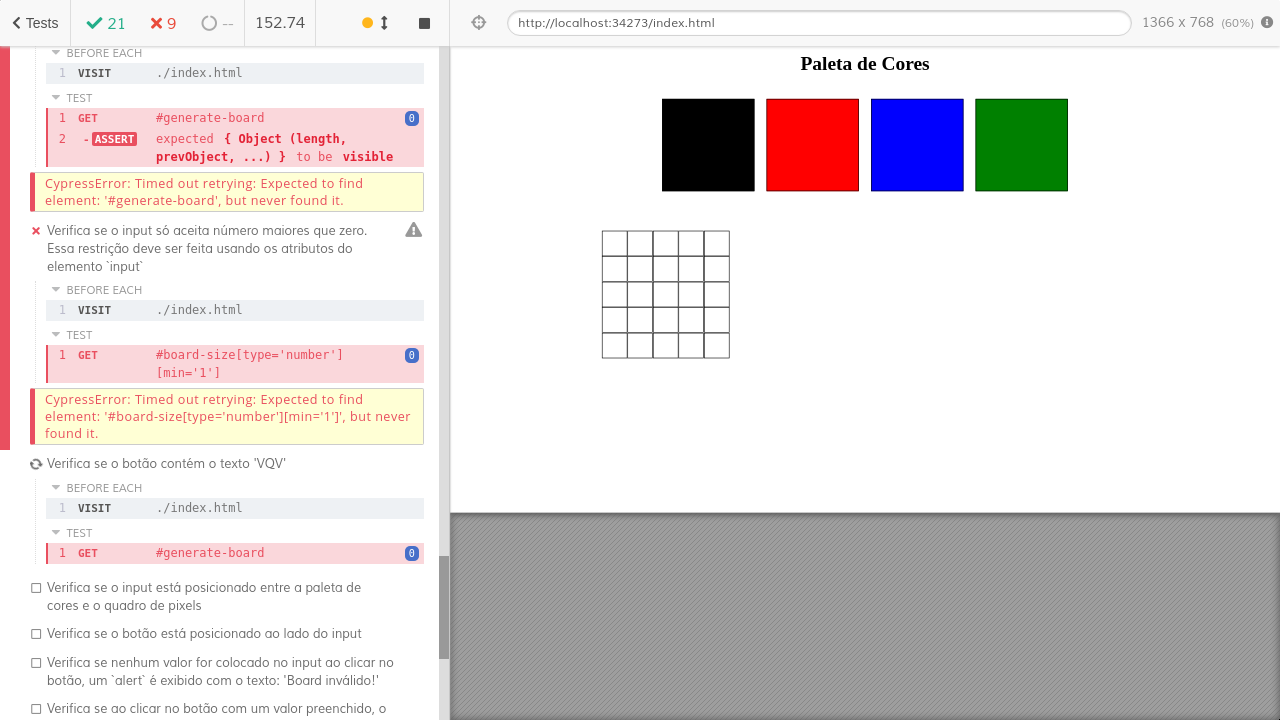 Tests 21 9 -- 152.74
http://localhost:34273/index.html 1366 x 768 (60%)
BEFORE EACH
1 VISIT ./index.html
TEST
1 GET #generate-board 0
2 - ASSERT expected { Object (length,
prevObject, ...) } to be visible
CypressError: Timed out retrying: Expected to find
element: '#generate-board', but never found it.
Verifica se o input só aceita número maiores que zero.
Essa restrição deve ser feita usando os atributos do
elemento `input`
BEFORE EACH
1 VISIT ./index.html
TEST
1 GET #board-size[type='number'] 0
[min='1']
CypressError: Timed out retrying: Expected to find
element: '#board-size[type='number'][min='1']', but never
found it.
Verifica se o botão contém o texto 'VQV'
BEFORE EACH
1 VISIT ./index.html
TEST
1 GET #generate-board 0
Verifica se o input está posicionado entre a paleta de
cores e o quadro de pixels
Verifica se o botão está posicionado ao lado do input
Verifica se nenhum valor for colocado no input ao clicar no
botão, um `alert` é exibido com o texto: 'Board inválido!'
Verifica se ao clicar no botão com um valor preenchido, o
Paleta de Cores